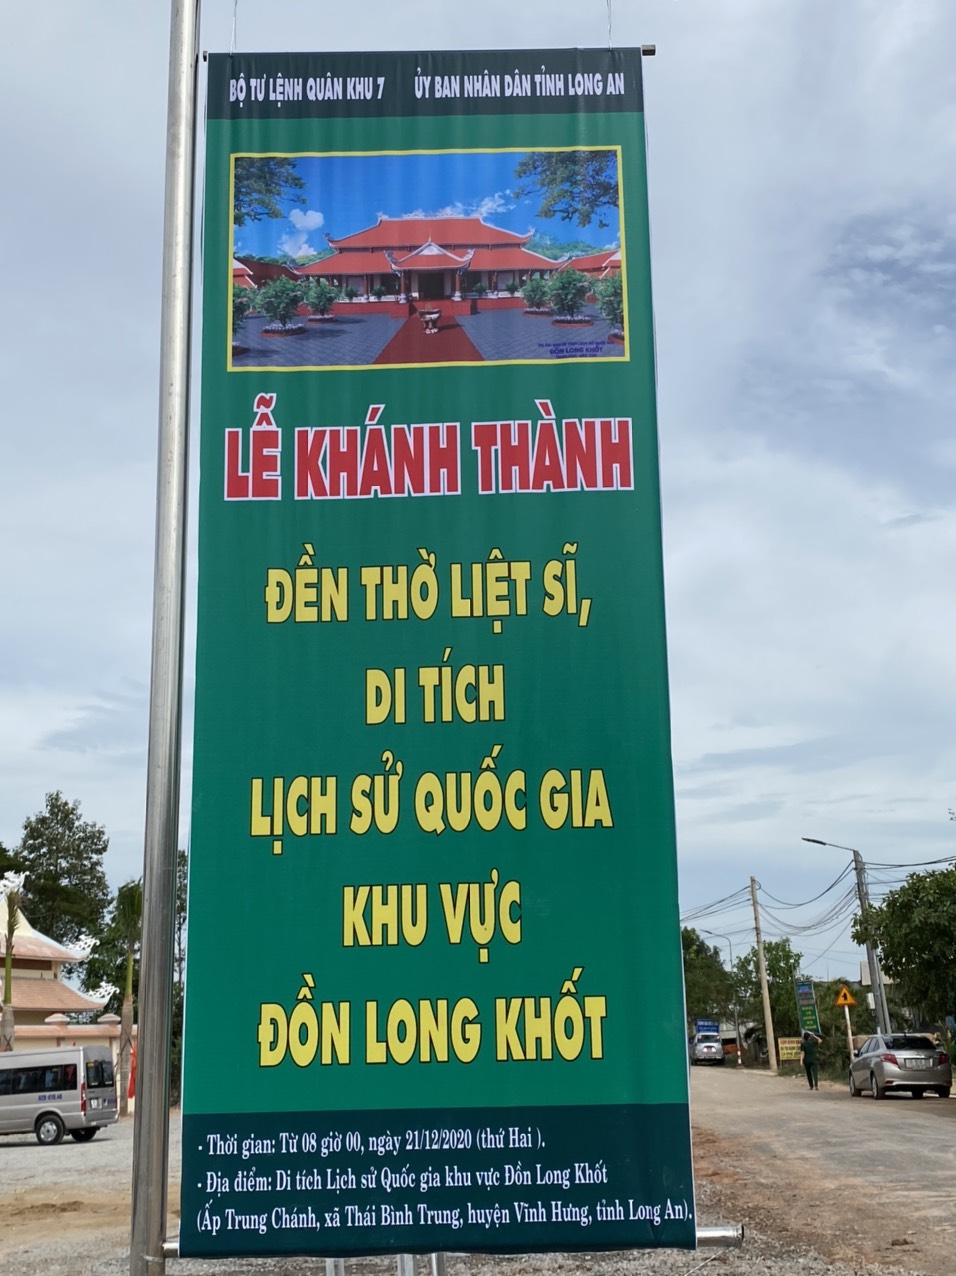 BỘ TƯ LỆNH QUÂN KHU 7 ỦY BAN NHÂN DÂN TỈNH LONG AN
ĐỒN LONG KHỐT
LỄ KHÁNH THÀNH
ĐỀN THỜ LIỆT SĨ,
DI TÍCH
LỊCH SỬ QUỐC GIA
KHU VỰC
ĐỒN LONG KHỐT
- Thời gian: Từ 08 giờ 00, ngày 21/12/2020 (thứ Hai ).
- Địa điểm: Di tích Lịch sử Quốc gia khu vực Đồn Long Khốt
(Ấp Trung Chánh, xã Thái Bình Trung, huyện Vĩnh Hưng, tỉnh Long An).